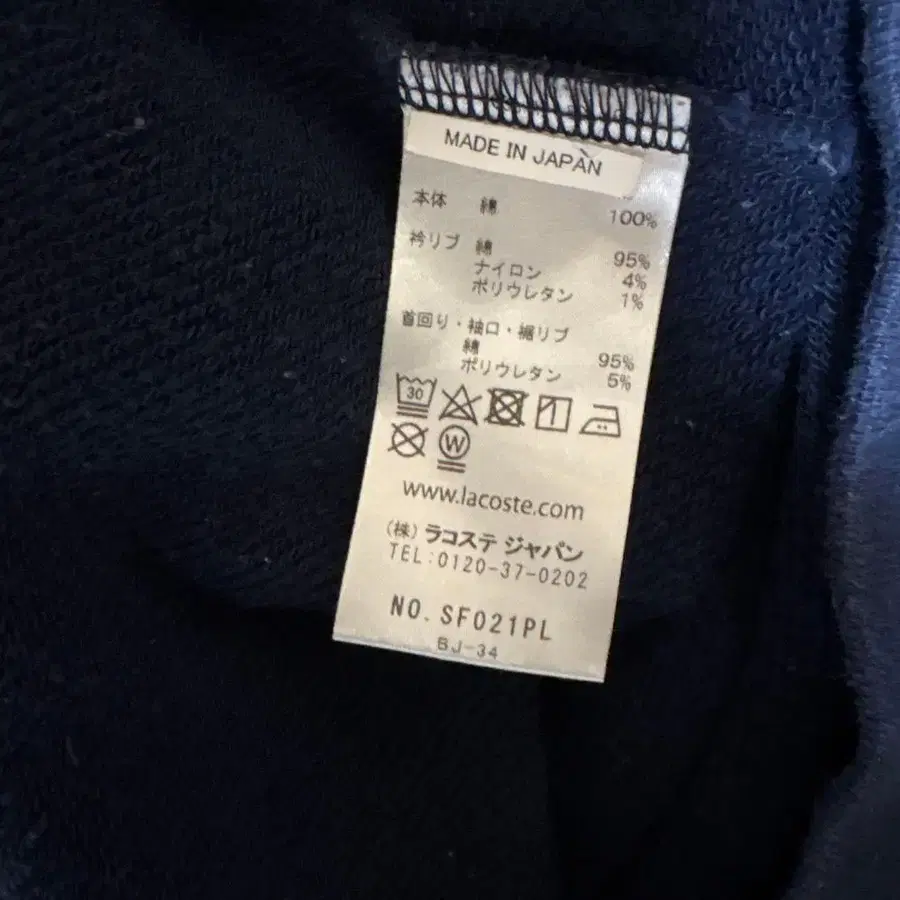 MADE IN JAPAN
本体 綿 100%
衿リブ 綿 95%
ナイロン 4%
ポリウレタン 1%
首回り・袖口・裾リブ
綿 95%
ポリウレタン 5%
30
W
www.lacoste.com
(株) ラコステ ジャパン
TEL:0120-37-0202
NO. SF021PL
BJ-34